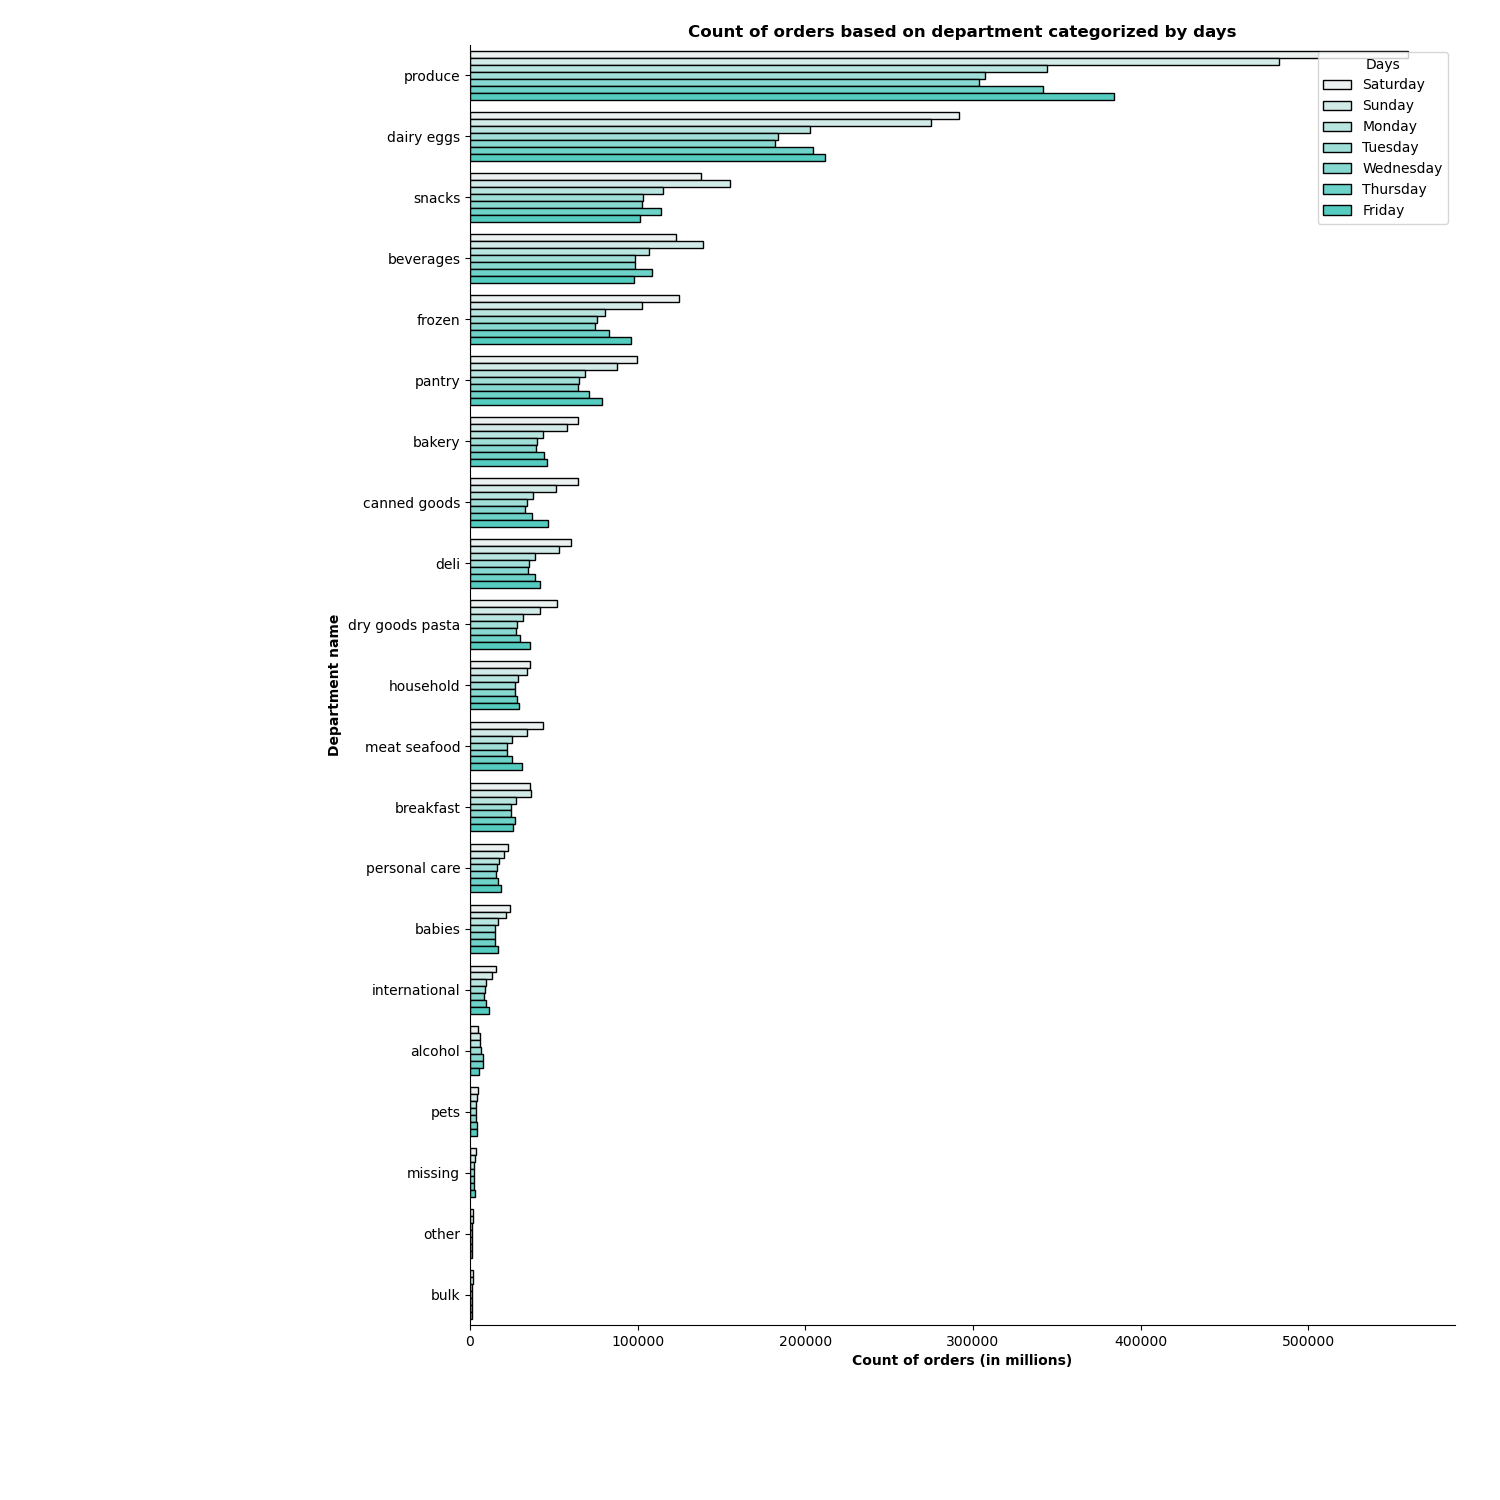 Count of orders based on department categorized by days
Days
Saturday
Sunday
Monday
Tuesday
Wednesday
Thursday
Friday
Department name
produce
dairy eggs
snacks
beverages
frozen
pantry
bakery
canned goods
deli
dry goods pasta
household
meat seafood
breakfast
personal care
babies
international
alcohol
pets
missing
other
bulk
0 100000 200000 300000 400000 500000
Count of orders (in millions)